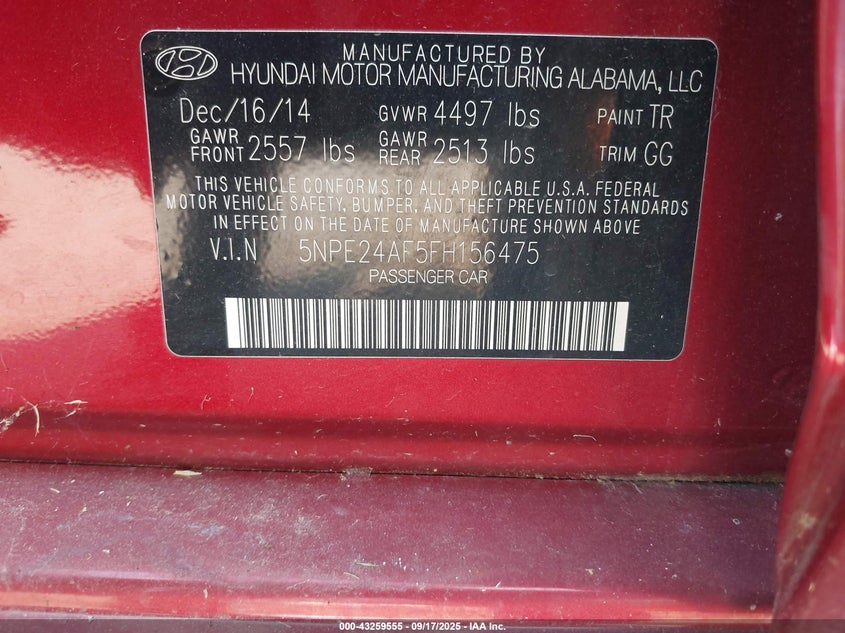 MANUFACTURED BY
HYUNDAI MOTOR MANUFACTURING ALABAMA, LLC
Dec/16/14 GVWR 4497 lbs PAINT TR
GAWR FRONT 2557 lbs GAWR REAR 2513 lbs TRIM GG
THIS VEHICLE CONFORMS TO ALL APPLICABLE U.S.A. FEDERAL
MOTOR VEHICLE SAFETY, BUMPER, AND THEFT PREVENTION STANDARDS
IN EFFECT ON THE DATE OF MANUFACTURE SHOWN ABOVE
V.I.N 5NPE24AF5FH156475
PASSENGER CAR
000-43259555 - 09/17/2025 - IAA Inc.